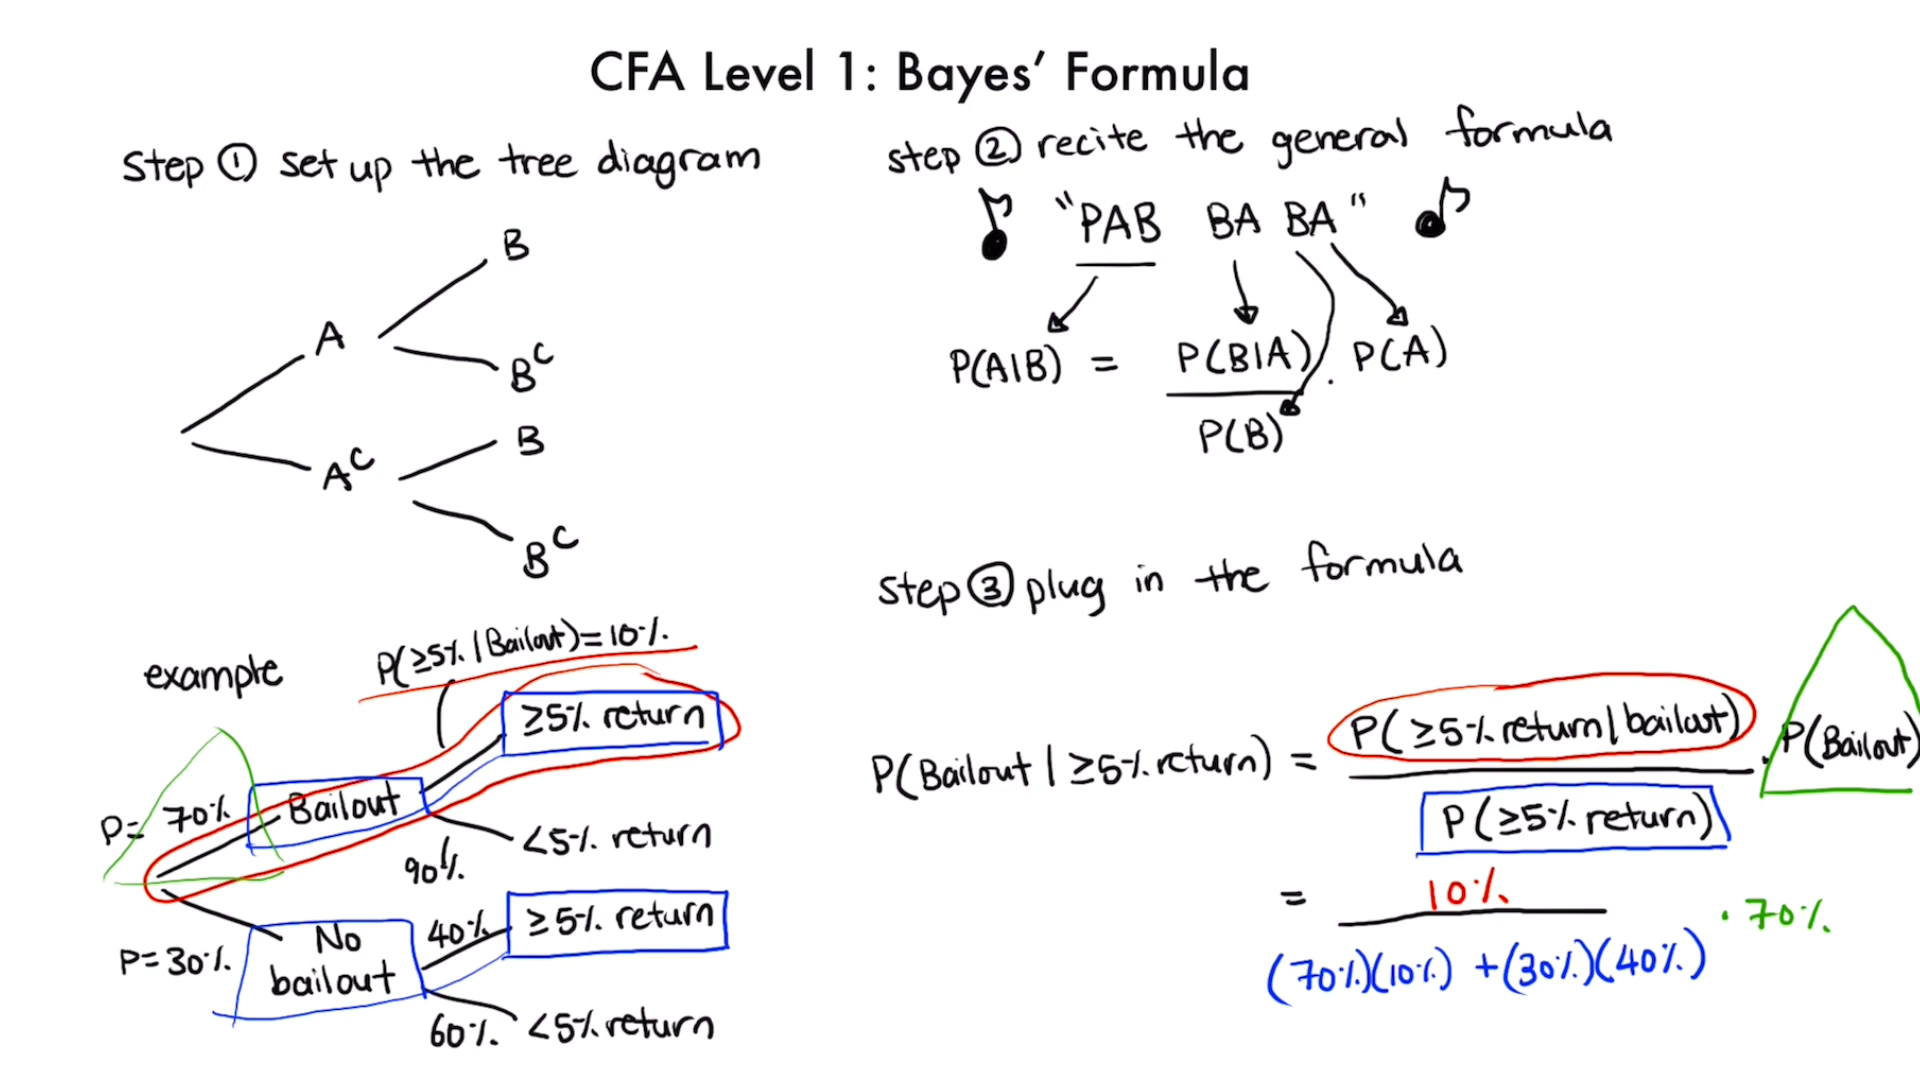 CFA Level 1: Bayes’ Formula
Step ① set up the tree diagram
B
A
B^C
B
A^C
B^C
example
P(≥5% | Bailout) = 10%
≥5% return
P= 70%
Bailout
<5% return
90%
P=30%
No bailout
40%
≥5% return
60%
<5% return
step ② recite the general formula
♪ "PAB BA BA" ♪
P(A|B) = P(B|A) / P(B) · P(A)
step ③ plug in the formula
P(Bailout | ≥5% return) = P(≥5% return | bailout) / P(≥5% return) · P(Bailout)
= 10% / (70%)(10%) + (30%)(40%) · 70%